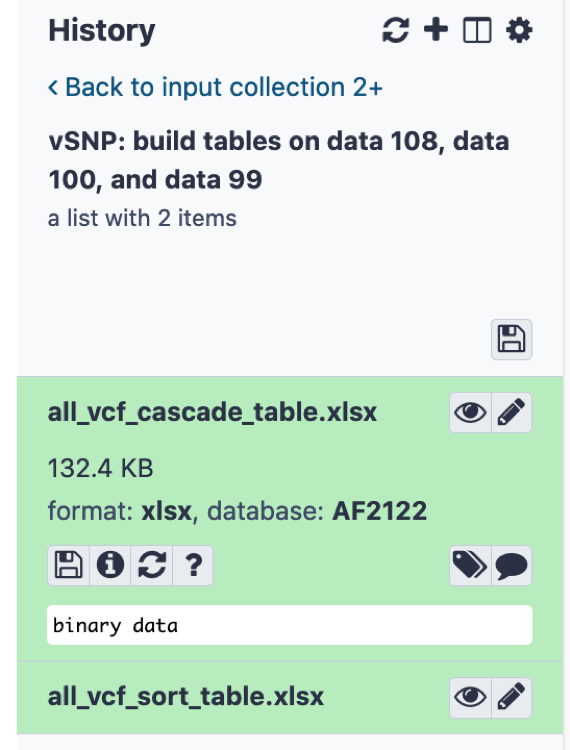 History
< Back to input collection 2+
vSNP: build tables on data 108, data
100, and data 99
a list with 2 items
all_vcf_cascade_table.xlsx
132.4 KB
format: xlsx, database: AF2122
?
binary data
all_vcf_sort_table.xlsx